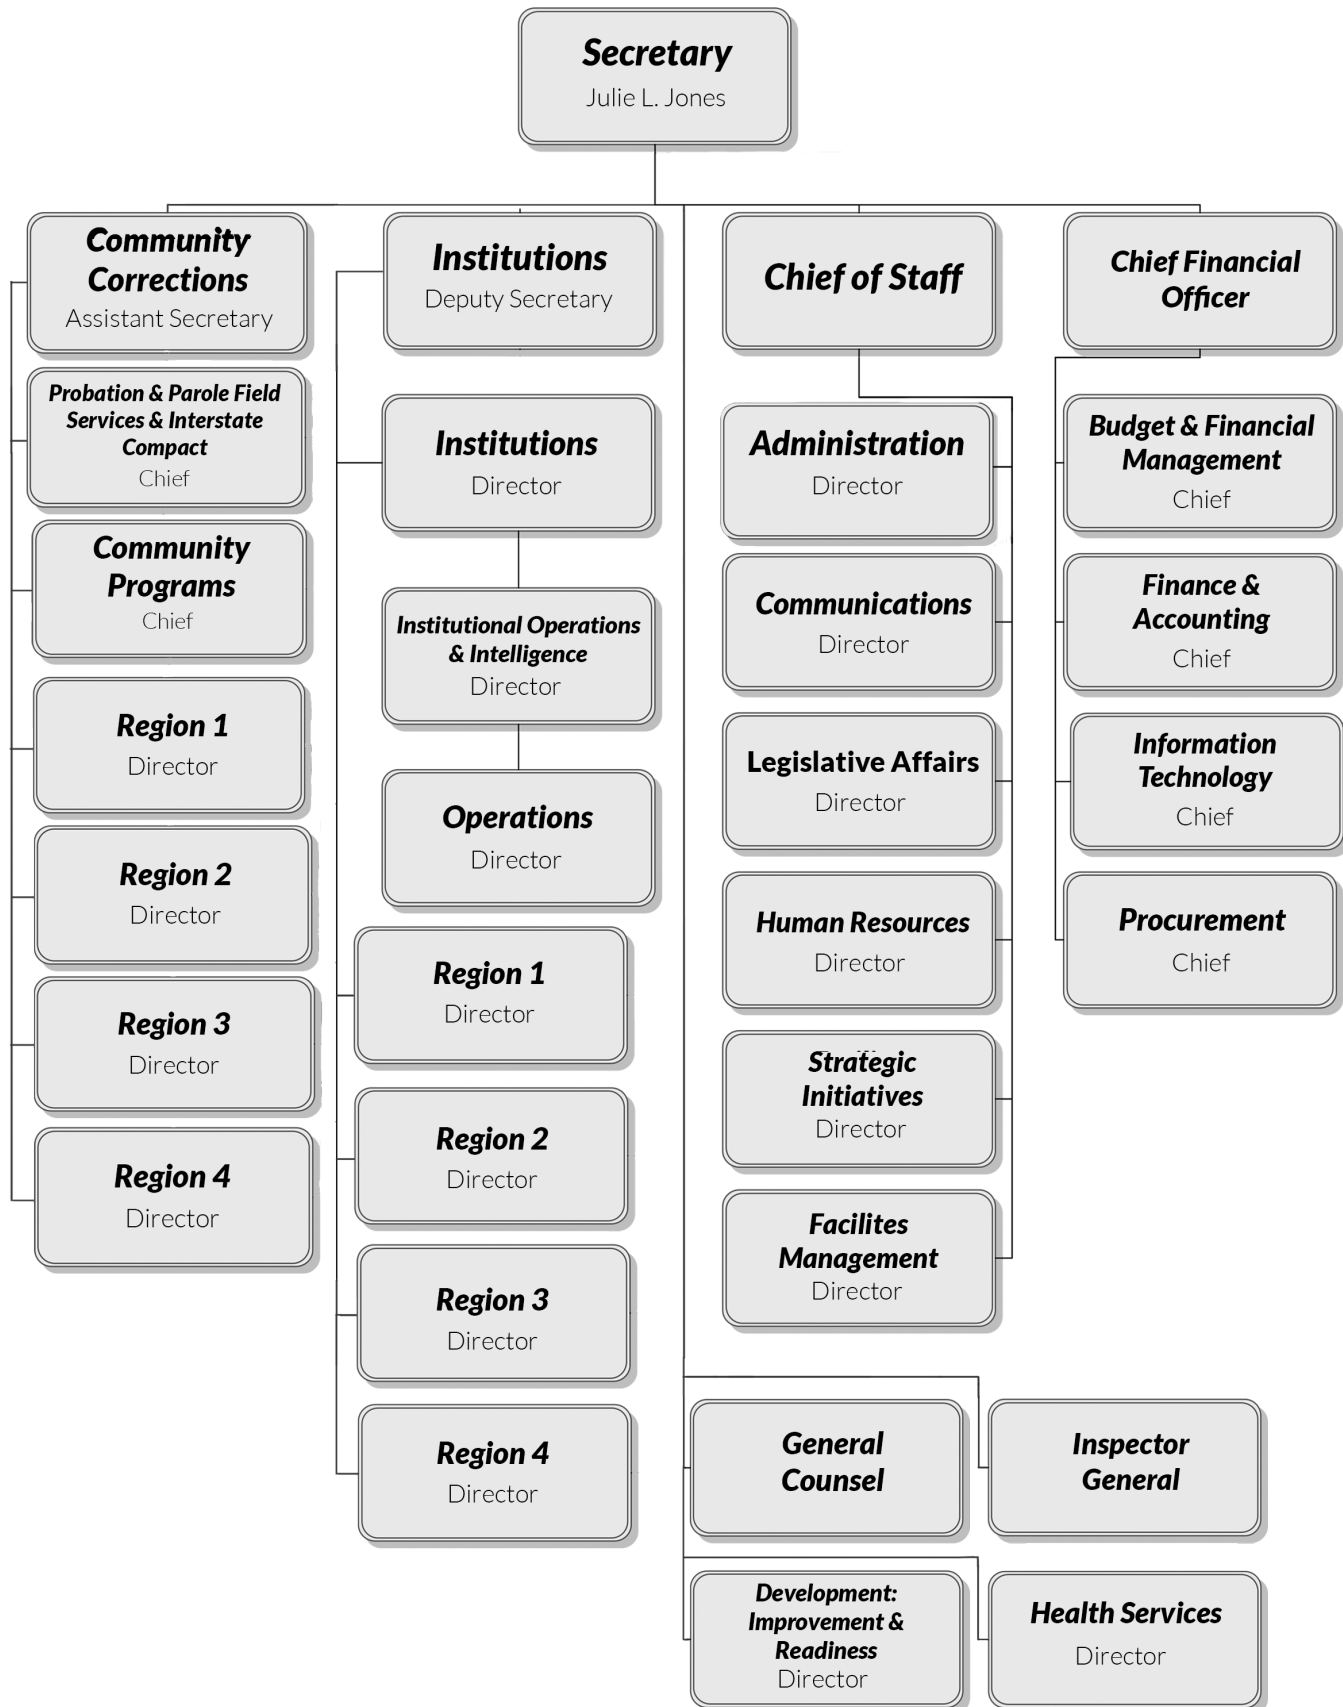 Secretary
Julie L. Jones
Community
Corrections
Assistant Secretary
Probation & Parole Field
Services & Interstate
Compact
Chief
Community
Programs
Chief
Region 1
Director
Region 2
Director
Region 3
Director
Region 4
Director
Institutions
Deputy Secretary
Institutions
Director
Institutional Operations
& Intelligence
Director
Operations
Director
Region 1
Director
Region 2
Director
Region 3
Director
Region 4
Director
Chief of Staff
Administration
Director
Communications
Director
Legislative Affairs
Director
Human Resources
Director
Strategic
Initiatives
Director
Facilites
Management
Director
Chief Financial
Officer
Budget & Financial
Management
Chief
Finance &
Accounting
Chief
Information
Technology
Chief
Procurement
Chief
General
Counsel
Inspector
General
Development:
Improvement &
Readiness
Director
Health Services
Director